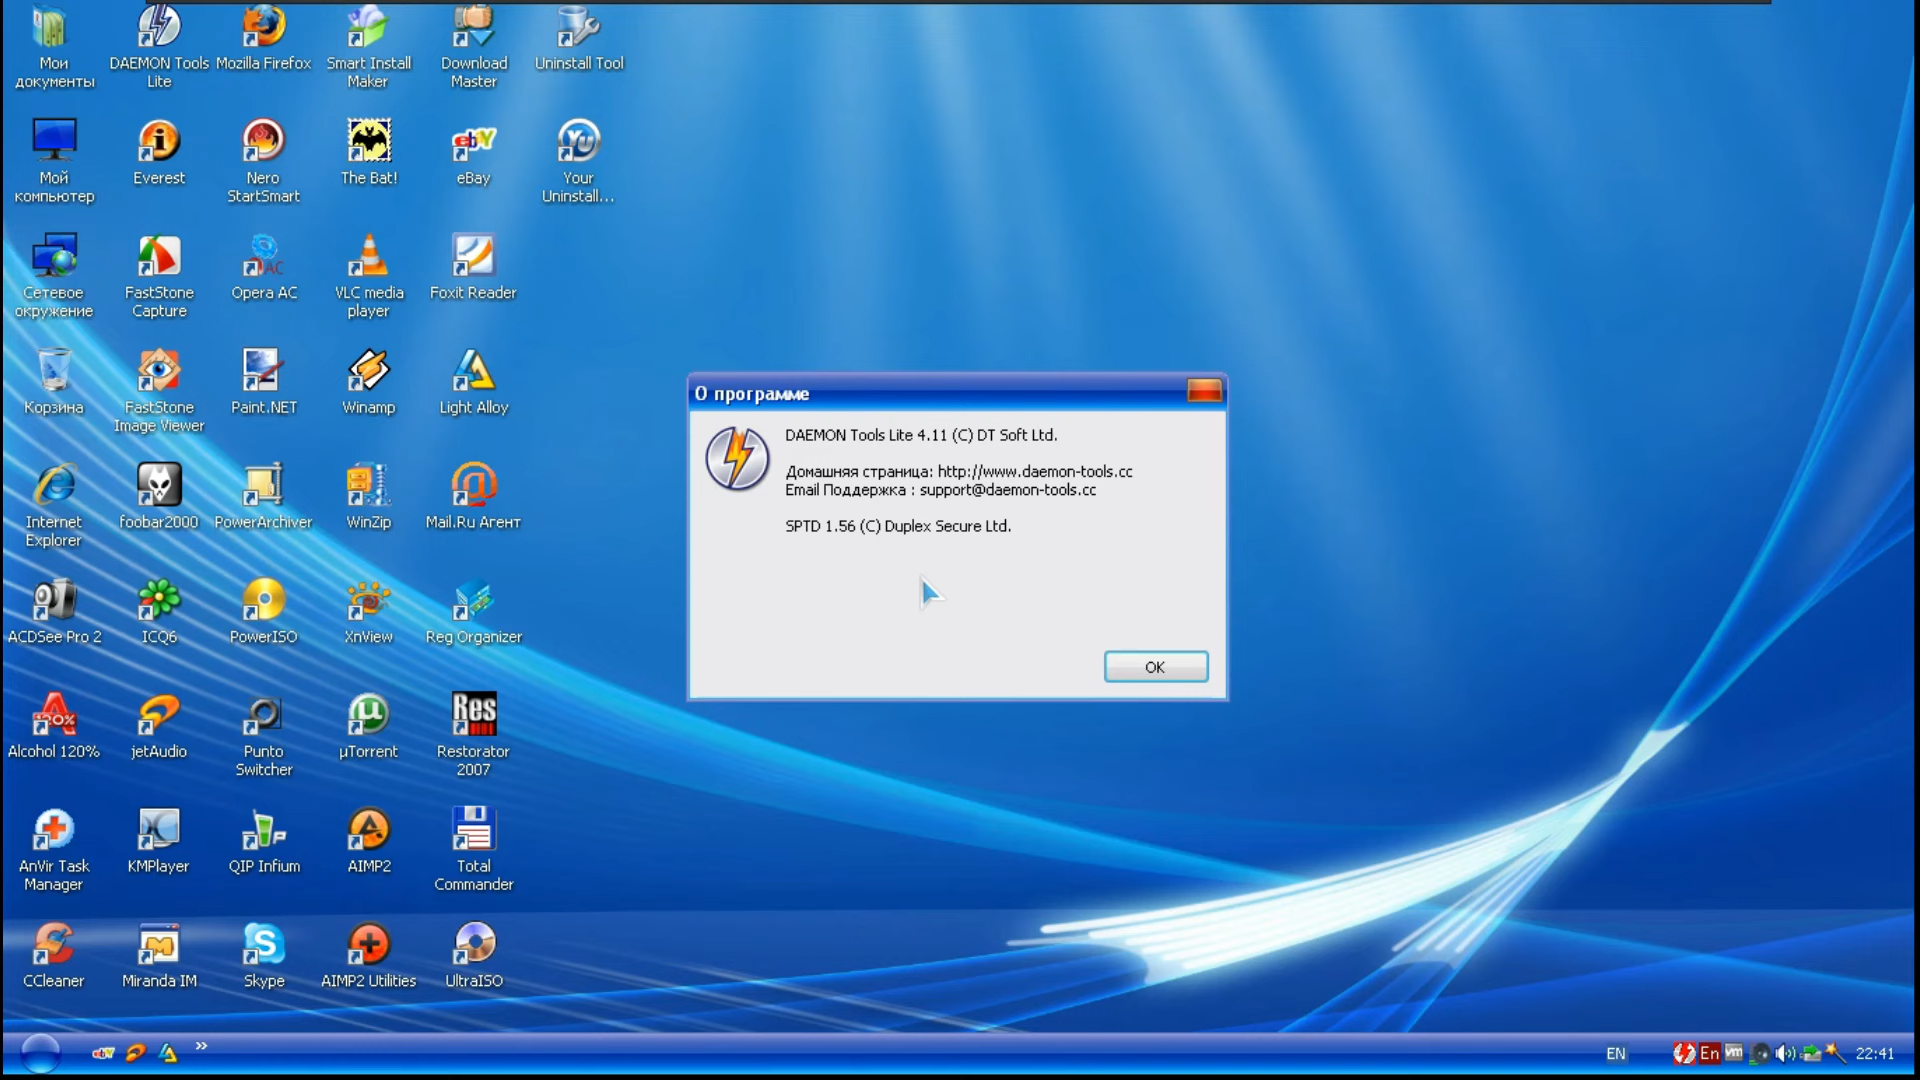 Мои документы
DAEMON Tools Lite
Mozilla Firefox
Smart Install Maker
Download Master
Uninstall Tool
Мой компьютер
Everest
Nero StartSmart
The Bat!
eBay
Your Uninstall...
Сетевое окружение
FastStone Capture
Opera AC
VLC media player
Foxit Reader
Корзина
FastStone Image Viewer
Paint.NET
Winamp
Light Alloy
Internet Explorer
foobar2000
PowerArchiver
WinZip
Mail.Ru Агент
ACDSee Pro 2
ICQ6
PowerISO
XnView
Reg Organizer
Alcohol 120%
jetAudio
Punto Switcher
µTorrent
Restorator 2007
AnVir Task Manager
KMPlayer
QIP Infium
AIMP2
Total Commander
CCleaner
Miranda IM
Skype
AIMP2 Utilities
UltraISO
О программе
DAEMON Tools Lite 4.11 (C) DT Soft Ltd.
Домашняя страница: http://www.daemon-tools.cc
Email Поддержка : support@daemon-tools.cc
SPTD 1.56 (C) Duplex Secure Ltd.
OK
EN
En
22:41